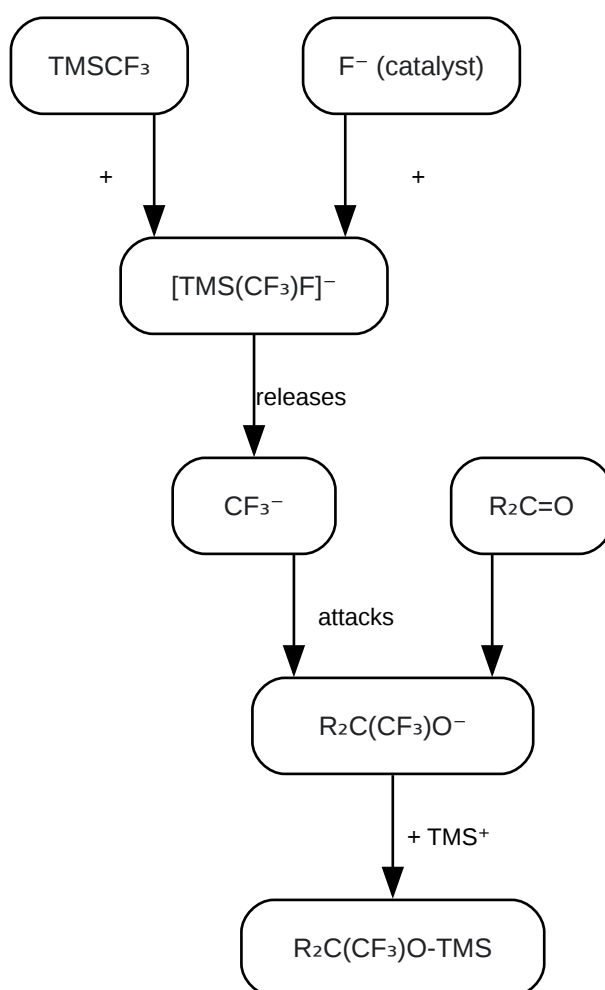 TMSCF₃
F⁻ (catalyst)
+
+
[TMS(CF₃)F]⁻
releases
CF₃⁻
R₂C=O
attacks
R₂C(CF₃)O⁻
+ TMS⁺
R₂C(CF₃)O-TMS